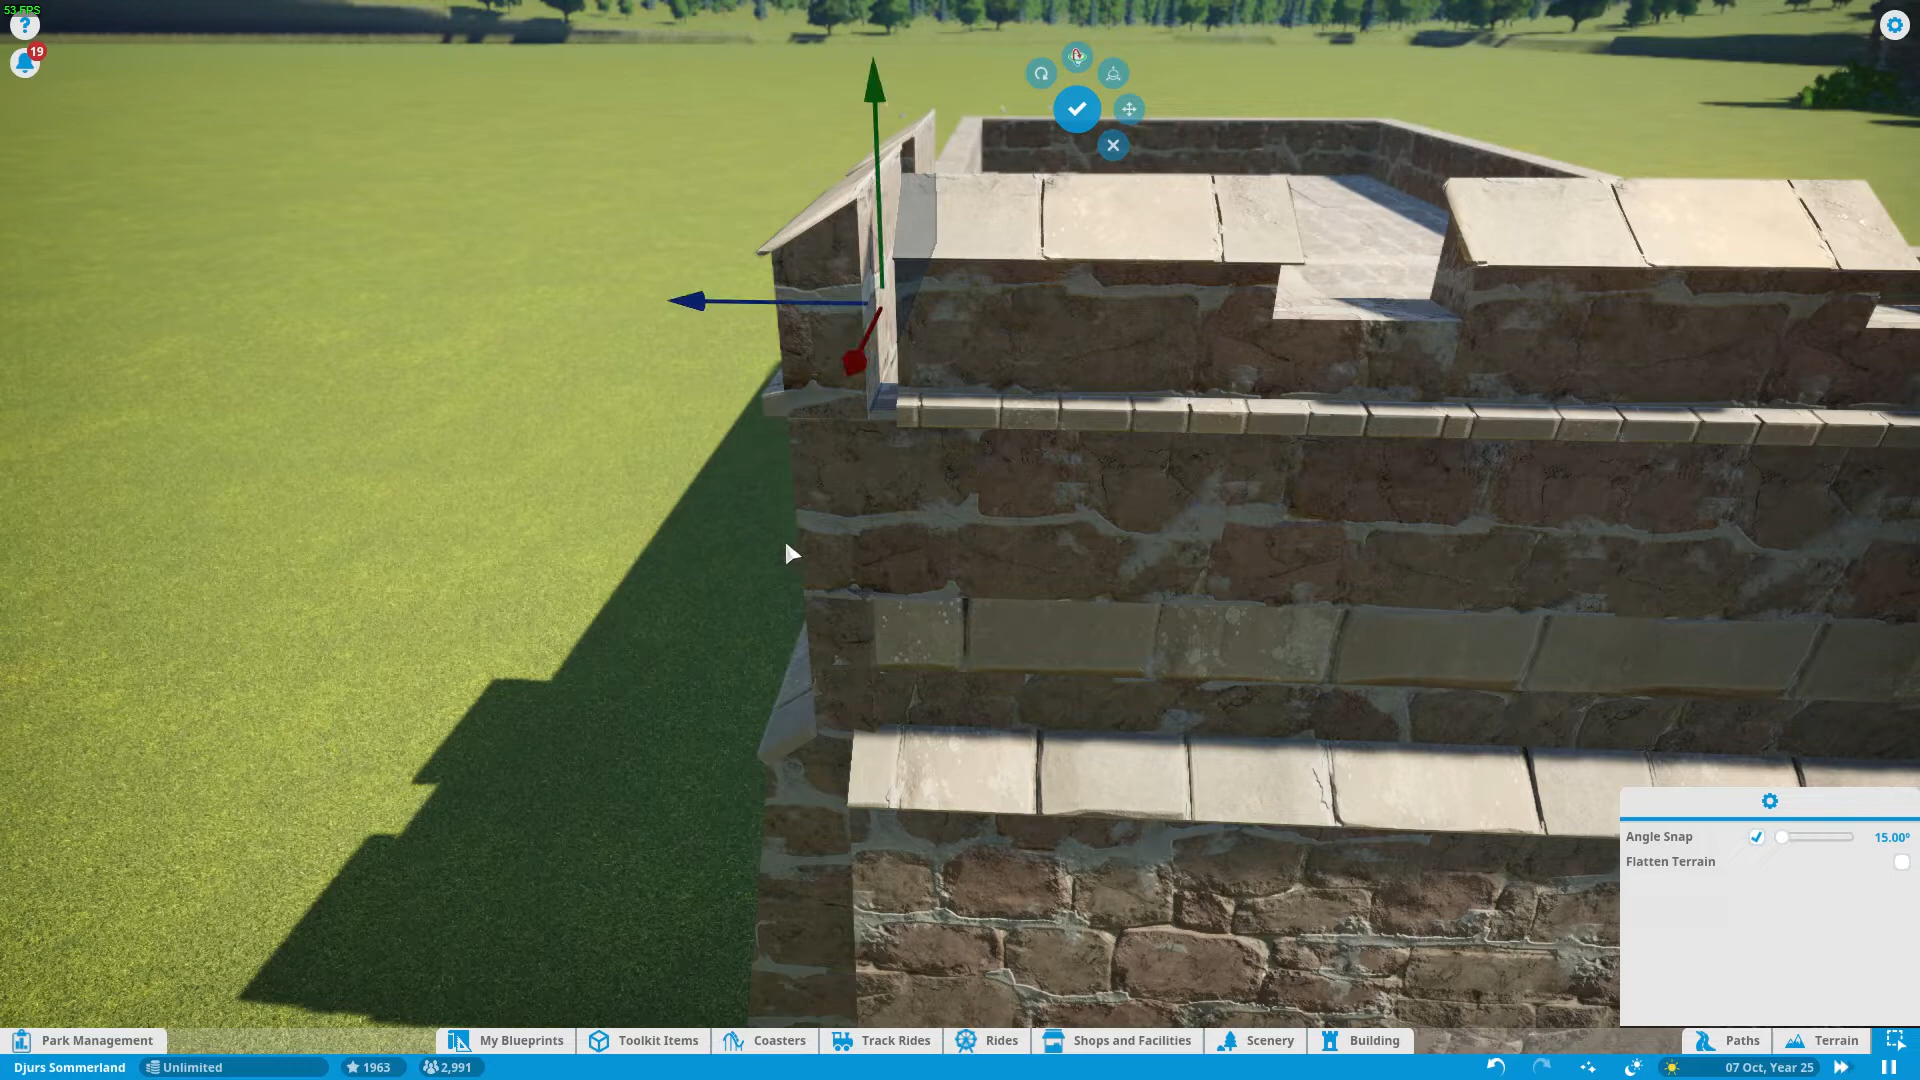 53 FPS
?
19
Angle Snap 15.00°
Flatten Terrain
Park Management
My Blueprints
Toolkit Items
Coasters
Track Rides
Rides
Shops and Facilities
Scenery
Building
Paths
Terrain
Djurs Sommerland
Unlimited
1963
2,991
07 Oct, Year 25